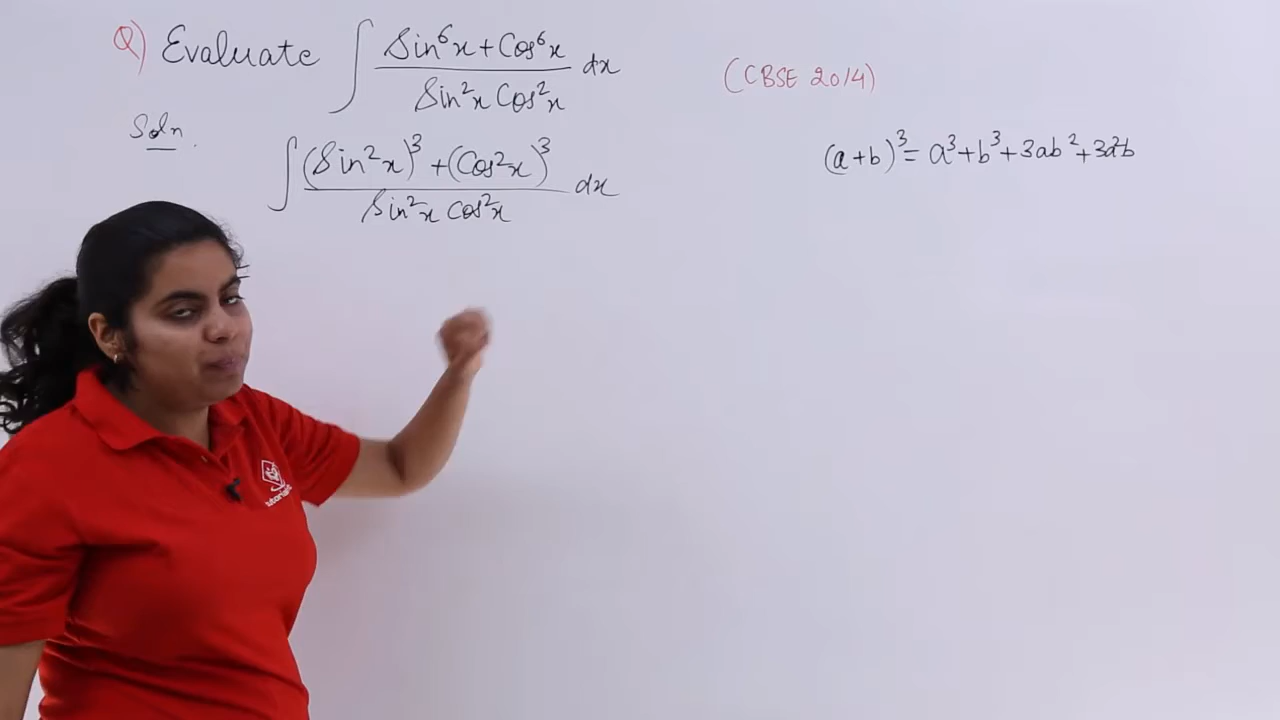 Q) Evaluate ∫ Sin⁶x + Cos⁶x / Sin²x Cos²x dx
(CBSE 2014)
Soln.
∫ (Sin²x)³ + (Cos²x)³ / Sin²x Cos²x dx
(a+b)³ = a³+b³+3ab²+3a²b